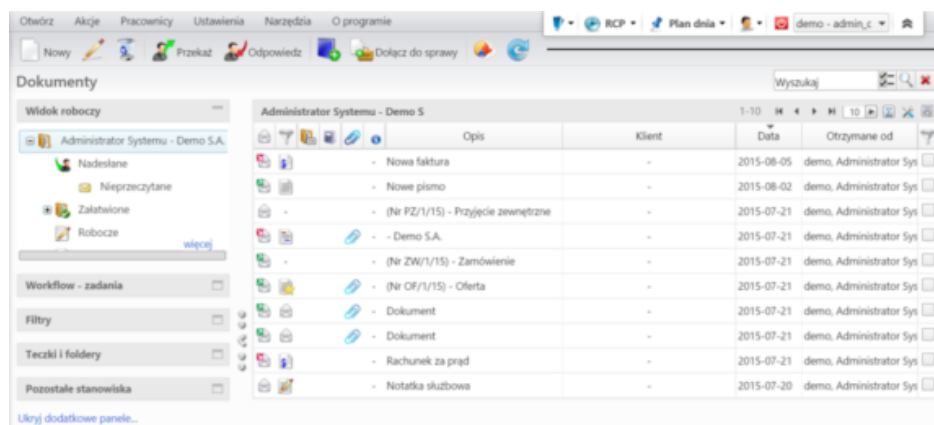 Otwórz Akcje Pracownicy Ustawienia Narzędzia O programie RCP Plan dnia demo - admin_c
Nowy Przekaż Odpowiedz Dołącz do sprawy
Dokumenty Wyszukaj
Widok roboczy
Administrator Systemu - Demo S.A.
Nadesłane
Nieprzeczytane
Załatwione
Robocze
więcej
Workflow - zadania
Filtry
Teczki i foldery
Pozostałe stanowiska
Ukryj dodatkowe panele...
Administrator Systemu - Demo S 1-10 10
Opis Klient Data Otrzymane od
- Nowa faktura - 2015-08-05 demo, Administrator Sys
- Nowe pismo - 2015-08-02 demo, Administrator Sys
- - (Nr PZ/1/15) - Przyjęcie zewnętrzne - 2015-07-21 demo, Administrator Sys
- - Demo S.A. - 2015-07-21 demo, Administrator Sys
- - (Nr ZW/1/15) - Zamówienie - 2015-07-21 demo, Administrator Sys
- (Nr OF/1/15) - Oferta - 2015-07-21 demo, Administrator Sys
- Dokument - 2015-07-21 demo, Administrator Sys
- Dokument - 2015-07-21 demo, Administrator Sys
- Rachunek za prąd - 2015-07-21 demo, Administrator Sys
- Notatka służbowa - 2015-07-20 demo, Administrator Sys